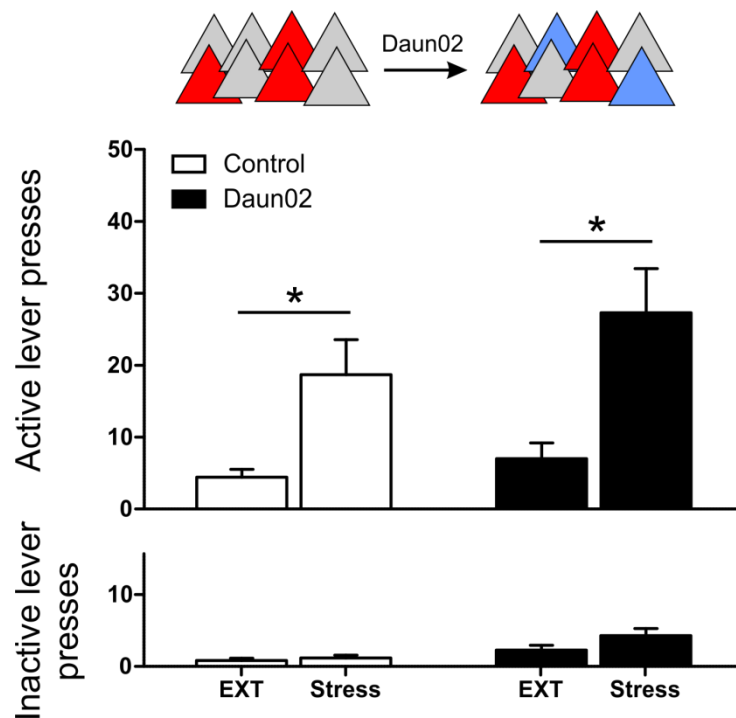 Daun02
Active lever presses
50
40
30
20
10
0
Control
Daun02
*
*
Inactive lever
presses
10
0
EXT Stress EXT Stress